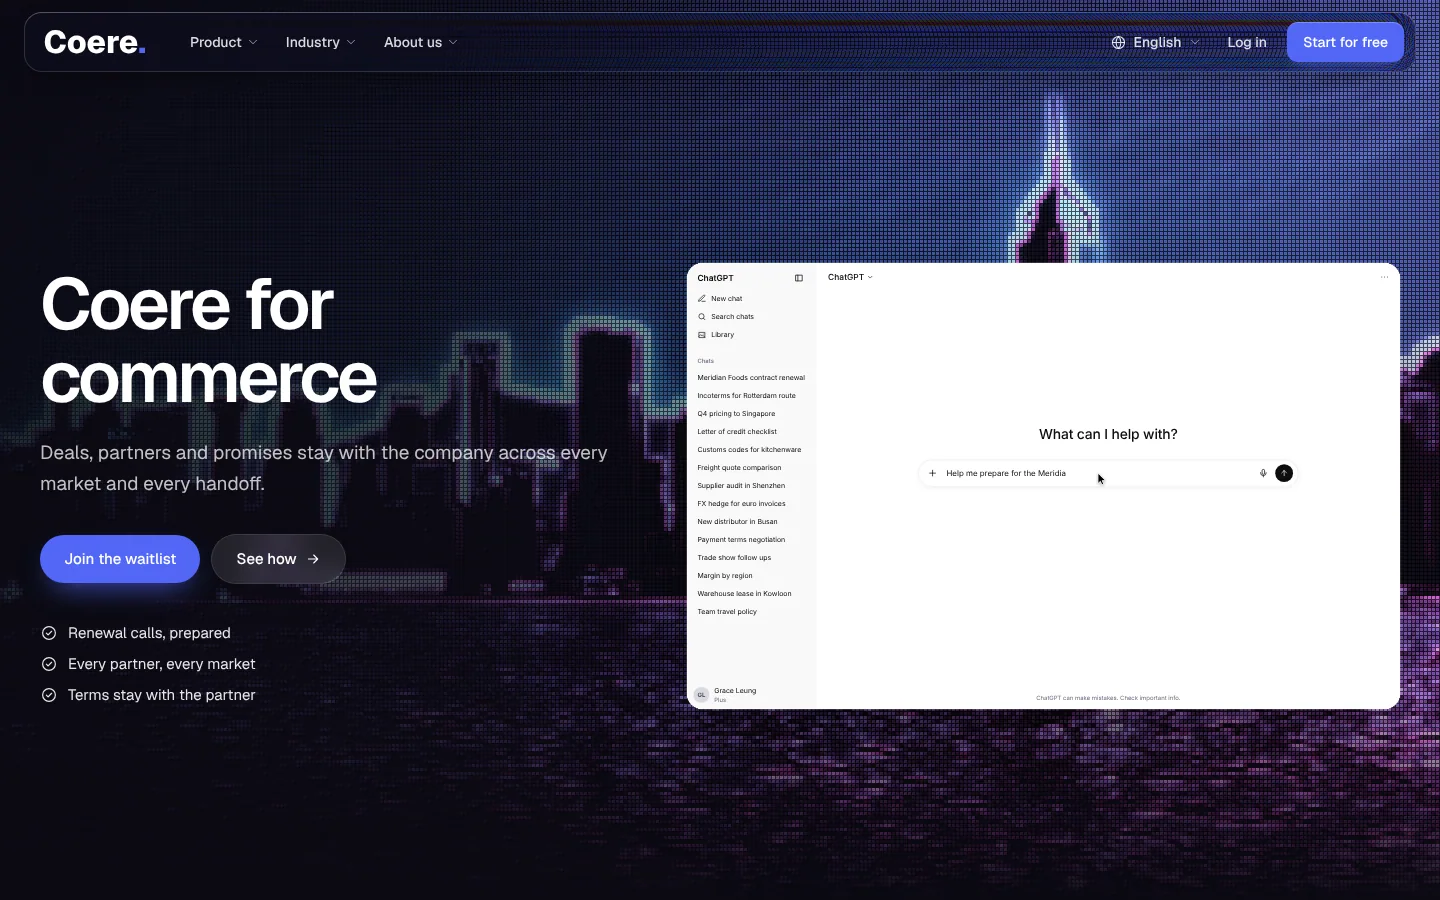 Coere.
Product
Industry
About us
English
Log in
Start for free
Coere for
commerce
Deals, partners and promises stay with the company across every
market and every handoff.
Join the waitlist
See how
Renewal calls, prepared
Every partner, every market
Terms stay with the partner
ChatGPT
New chat
Search chats
Library
Chats
Meridian Foods contract renewal
Incoterms for Rotterdam route
Q4 pricing to Singapore
Letter of credit checklist
Customs codes for kitchenware
Freight quote comparison
Supplier audit in Shenzhen
FX hedge for euro invoices
New distributor in Busan
Payment terms negotiation
Trade show follow ups
Margin by region
Warehouse lease in Kowloon
Team travel policy
GL
Grace Leung
Plus
ChatGPT
What can I help with?
Help me prepare for the Meridia
ChatGPT can make mistakes. Check important info.